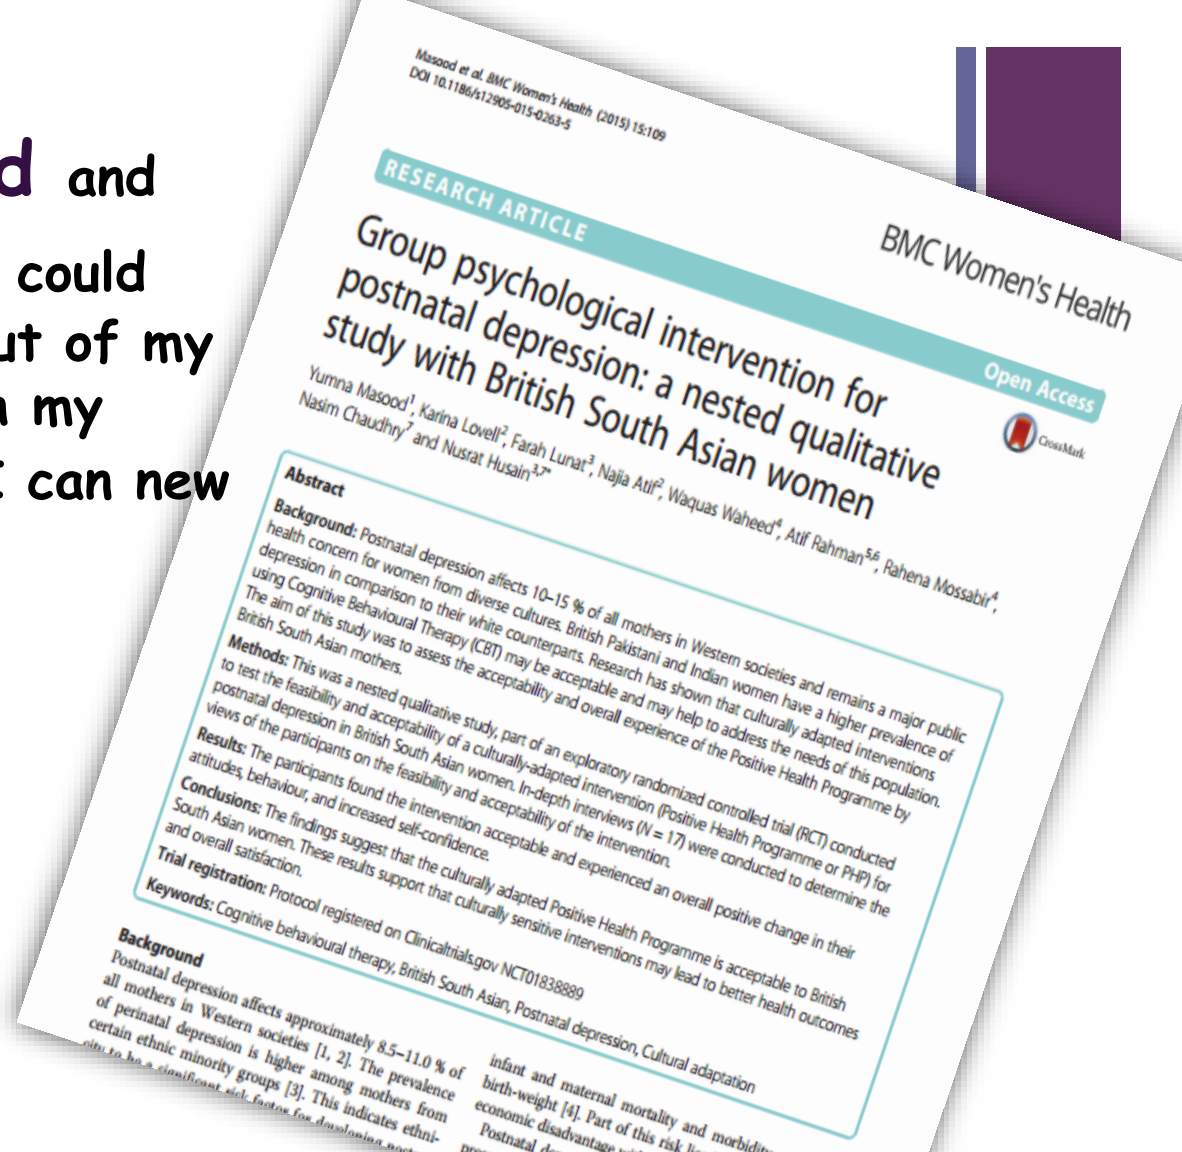 d and
could
ut of my
my
I can new
Masood et al. BMC Women's Health (2015) 15:109
DOI 10.1186/s12905-015-0263-5
RESEARCH ARTICLE
Open Access
BMC Women's Health
Group psychological intervention for
postnatal depression: a nested qualitative
study with British South Asian women
CrossMark
Yumna Masood1, Karina Lovell2, Farah Lunat3, Najia Atif2, Waquas Waheed4, Atif Rahman5,6, Rahena Mossabir4,
Nasim Chaudhry7 and Nusrat Husain3,7*
Abstract
Background: Postnatal depression affects 10–15 % of all mothers in Western societies and remains a major public
health concern for women from diverse cultures. British Pakistani and Indian women have a higher prevalence of
depression in comparison to their white counterparts. Research has shown that culturally adapted interventions
using Cognitive Behavioural Therapy (CBT) may be acceptable and may help to address the needs of this population.
The aim of this study was to assess the acceptability and overall experience of the Positive Health Programme by
British South Asian mothers.
Methods: This was a nested qualitative study, part of an exploratory randomized controlled trial (RCT) conducted
to test the feasibility and acceptability of a culturally-adapted intervention (Positive Health Programme or PHP) for
postnatal depression in British South Asian women. In-depth interviews (N = 17) were conducted to determine the
views of the participants on the feasibility and acceptability of the intervention.
Results: The participants found the intervention acceptable and experienced an overall positive change in their
attitudes, behaviour, and increased self-confidence.
Conclusions: The findings suggest that the culturally adapted Positive Health Programme is acceptable to British
South Asian women. These results support that culturally sensitive interventions may lead to better health outcomes
and overall satisfaction.
Trial registration: Protocol registered on Clinicaltrials.gov NCT01838889
Keywords: Cognitive behavioural therapy, British South Asian, Postnatal depression, Cultural adaptation
Background
Postnatal depression affects approximately 8.5–11.0 % of
all mothers in Western societies [1, 2]. The prevalence
of perinatal depression is higher among mothers from
certain ethnic minority groups [3]. This indicates ethni-
city to be a significant risk factor for developing
infant and maternal mortality and morbidity
birth-weight [4]. Part of this risk
economic disadvantage
Postnatal